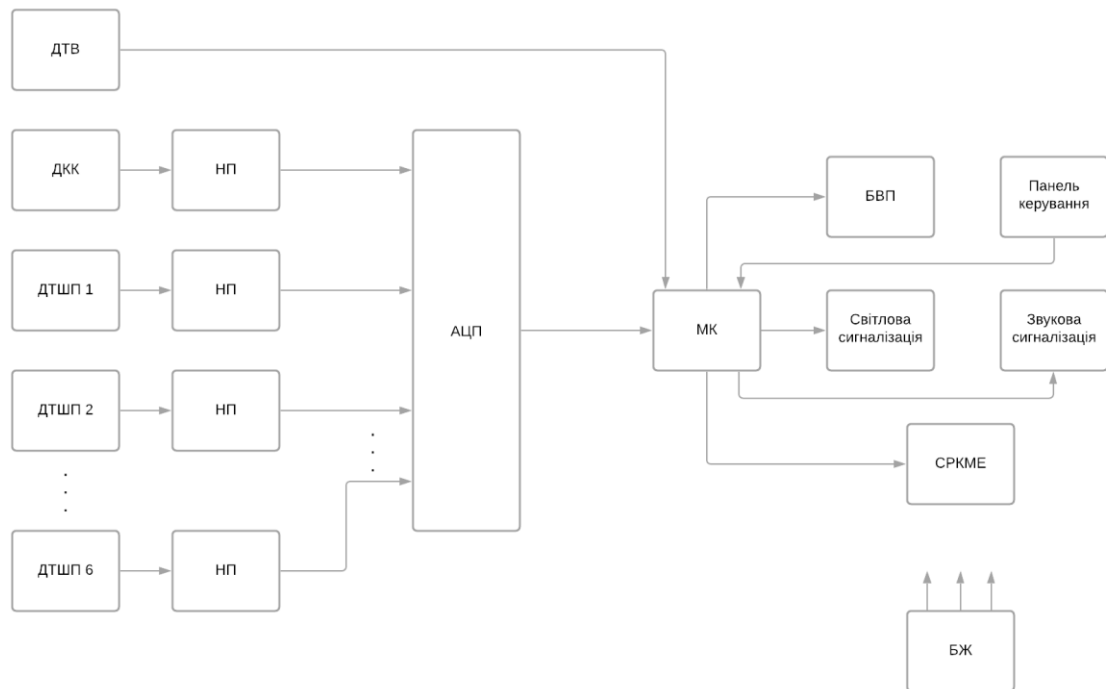 ДТВ
ДКК
НП
ДТШП 1
НП
АЦП
ДТШП 2
НП
ДТШП 6
НП
МК
БВП
Панель
керування
Світлова
сигналізація
Звукова
сигналізація
СРКМЕ
БЖ